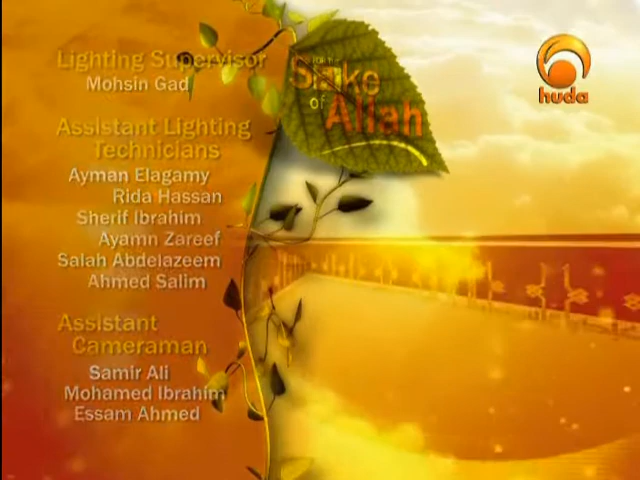 Lighting Supervisor
Mohsin Gad
Assistant Lighting
Technicians
Ayman Elagamy
Rida Hassan
Sherif Ibrahim
Ayamn Zareef
Salah Abdelazeem
Ahmed Salim
Assistant
Cameraman
Samir Ali
Mohamed Ibrahim
Essam Ahmed
Sake
of
Allah
huda